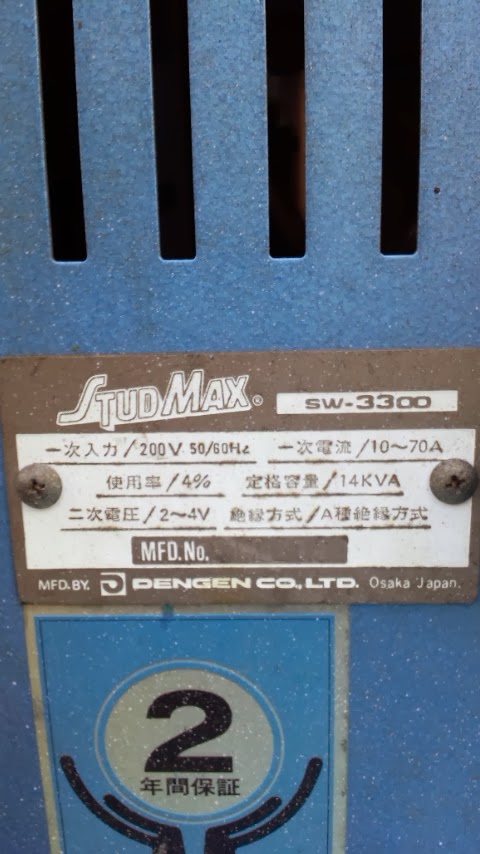 STUDMAX® SW-3300
一次入力/200V 50/60Hz 一次電流/10〜70A
使用率/4% 定格容量/14KVA
二次電圧/2〜4V 絶縁方式/A種絶縁方式
MFD.No.
MFD.BY. DENGEN CO.,LTD. Osaka Japan.
2
年間保証